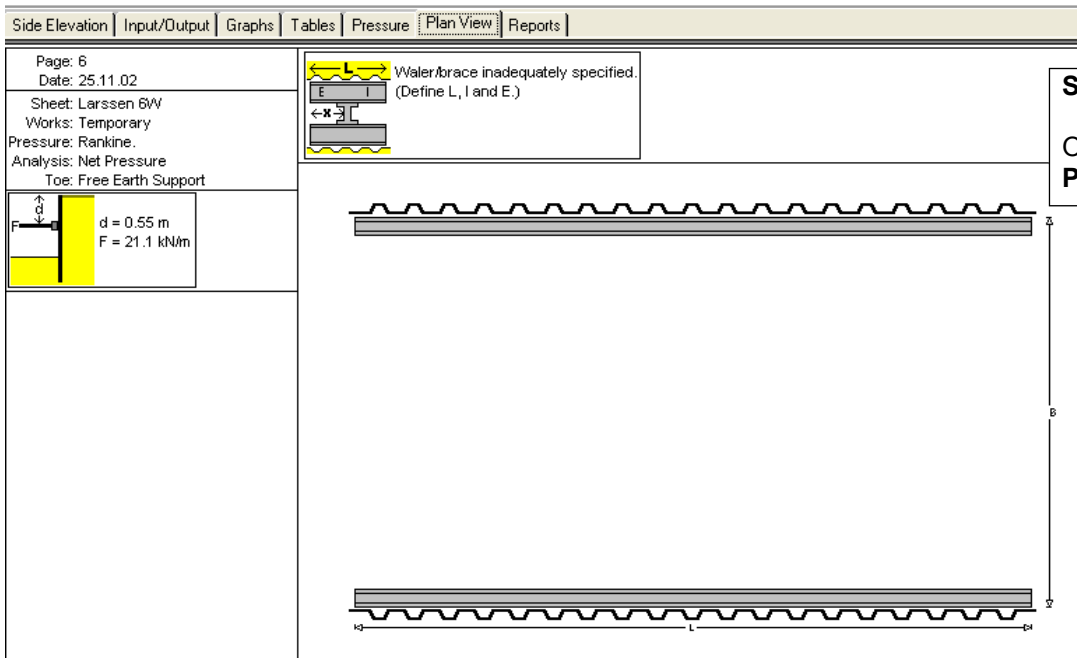 Side Elevation Input/Output Graphs Tables Pressure Plan View Reports
Page: 6
Date: 25.11.02
Sheet: Larssen 6W
Works: Temporary
Pressure: Rankine.
Analysis: Net Pressure
Toe: Free Earth Support
d
F
d = 0.55 m
F = 21.1 kN/m
L
E I
x
Waler/brace inadequately specified.
(Define L, I and E.)
S
P
B
L